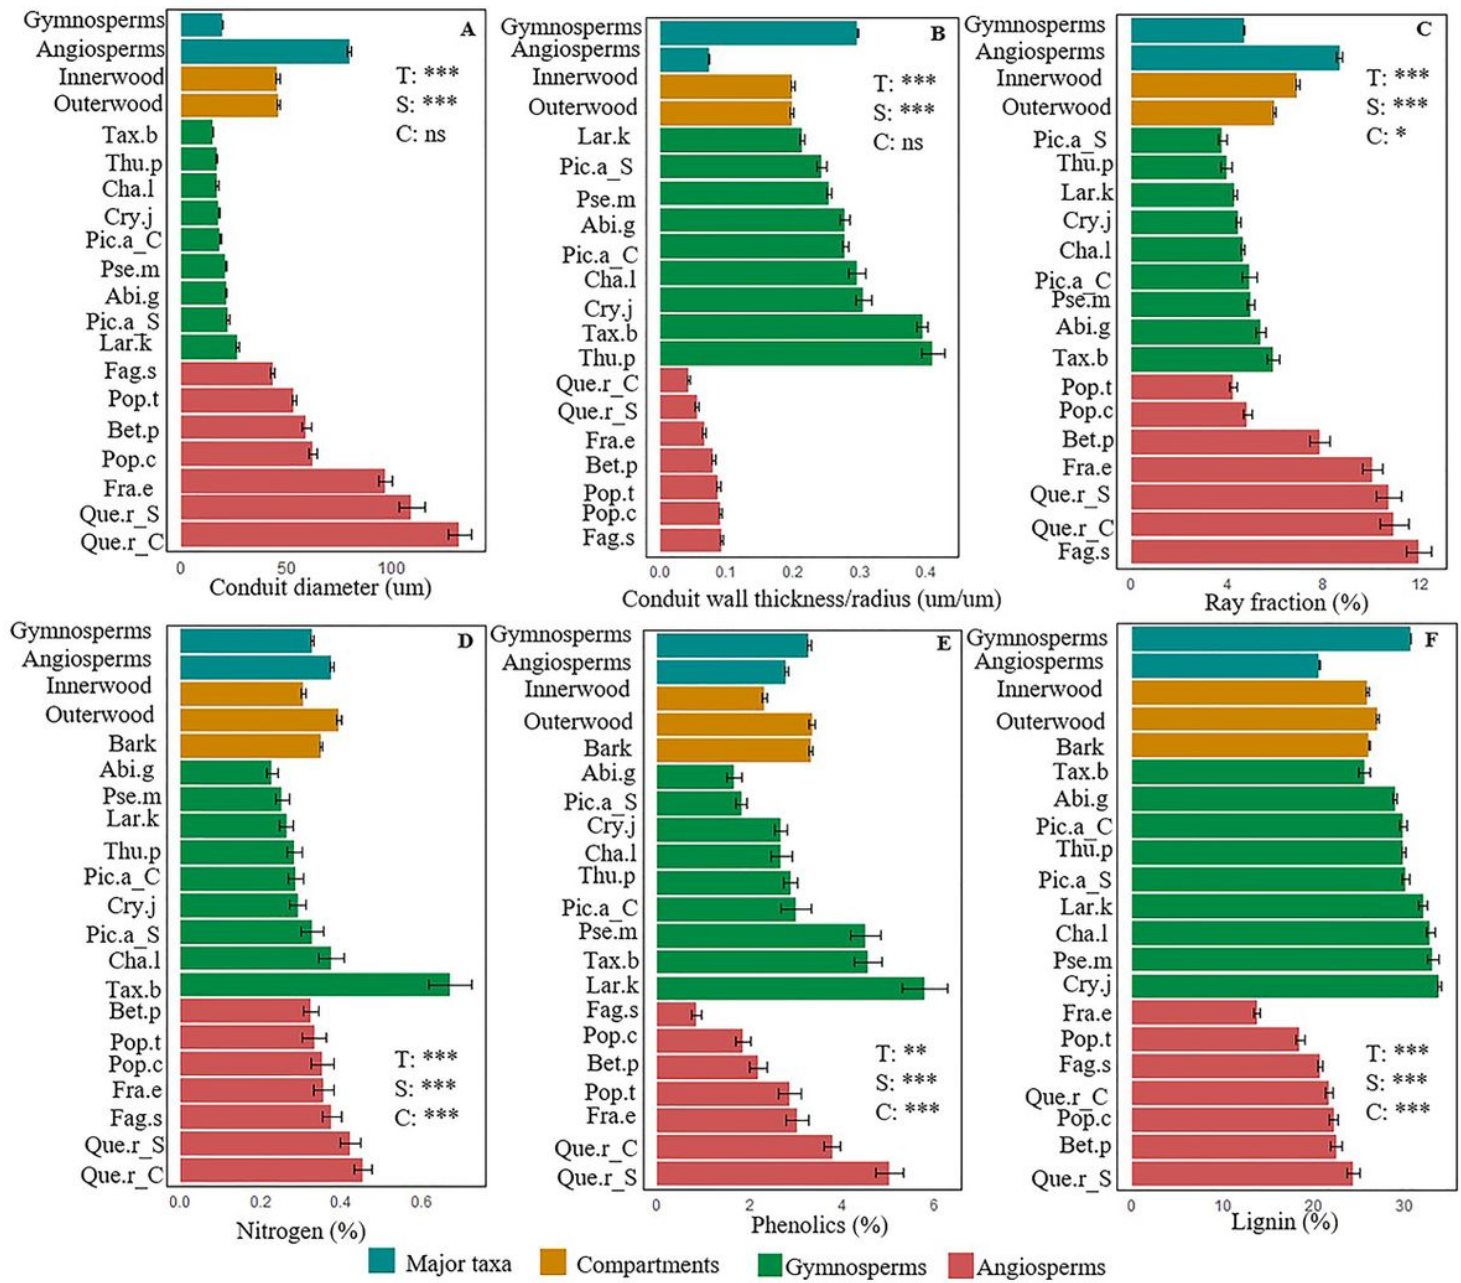 A
Gymnosperms
Angiosperms
Innerwood
Outerwood
Tax.b
Thu.p
Cha.l
Cry.j
Pic.a_C
Pse.m
Abi.g
Pic.a_S
Lar.k
Fag.s
Pop.t
Bet.p
Pop.c
Fra.e
Que.r_S
Que.r_C
T: ***
S: ***
C: ns
0 50 100
Conduit diameter (um)
B
Gymnosperms
Angiosperms
Innerwood
Outerwood
Lar.k
Pic.a_S
Pse.m
Abi.g
Pic.a_C
Cha.l
Cry.j
Tax.b
Thu.p
Que.r_C
Que.r_S
Fra.e
Bet.p
Pop.t
Pop.c
Fag.s
T: ***
S: ***
C: ns
0.0 0.1 0.2 0.3 0.4
Conduit wall thickness/radius (um/um)
C
Gymnosperms
Angiosperms
Innerwood
Outerwood
Pic.a_S
Thu.p
Lar.k
Cry.j
Cha.l
Pic.a_C
Pse.m
Abi.g
Tax.b
Pop.t
Pop.c
Bet.p
Fra.e
Que.r_S
Que.r_C
Fag.s
T: ***
S: ***
C: *
0 4 8 12
Ray fraction (%)
D
Gymnosperms
Angiosperms
Innerwood
Outerwood
Bark
Abi.g
Pse.m
Lar.k
Thu.p
Pic.a_C
Cry.j
Pic.a_S
Cha.l
Tax.b
Bet.p
Pop.t
Pop.c
Fra.e
Fag.s
Que.r_S
Que.r_C
T: ***
S: ***
C: ***
0.0 0.2 0.4 0.6
Nitrogen (%)
E
Gymnosperms
Angiosperms
Innerwood
Outerwood
Bark
Abi.g
Pic.a_S
Cry.j
Cha.l
Thu.p
Pic.a_C
Pse.m
Tax.b
Lar.k
Fag.s
Pop.c
Bet.p
Pop.t
Fra.e
Que.r_C
Que.r_S
T: **
S: ***
C: ***
0 2 4 6
Phenolics (%)
F
Gymnosperms
Angiosperms
Innerwood
Outerwood
Bark
Tax.b
Abi.g
Pic.a_C
Thu.p
Pic.a_S
Lar.k
Cha.l
Pse.m
Cry.j
Fra.e
Pop.t
Fag.s
Que.r_C
Pop.c
Bet.p
Que.r_S
T: ***
S: ***
C: ***
0 10 20 30
Lignin (%)
Major taxa Compartments Gymnosperms Angiosperms